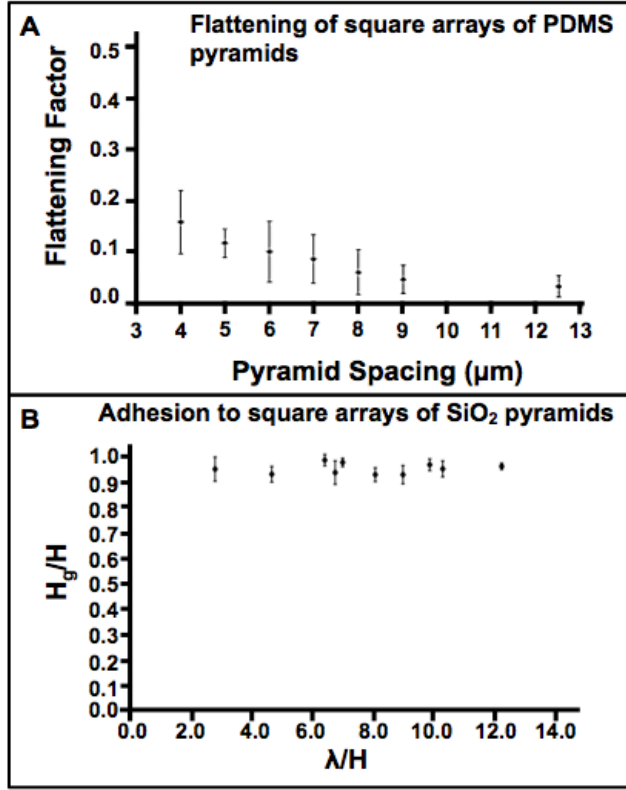 A
Flattening of square arrays of PDMS
pyramids
Flattening Factor
0.5
0.4
0.3
0.2
0.1
0.0
3 4 5 6 7 8 9 10 11 12 13
Pyramid Spacing (µm)
B
Adhesion to square arrays of SiO₂ pyramids
Hg/H
1.0
0.9
0.8
0.7
0.6
0.5
0.4
0.3
0.2
0.1
0.0
0.0 2.0 4.0 6.0 8.0 10.0 12.0 14.0
λ/H